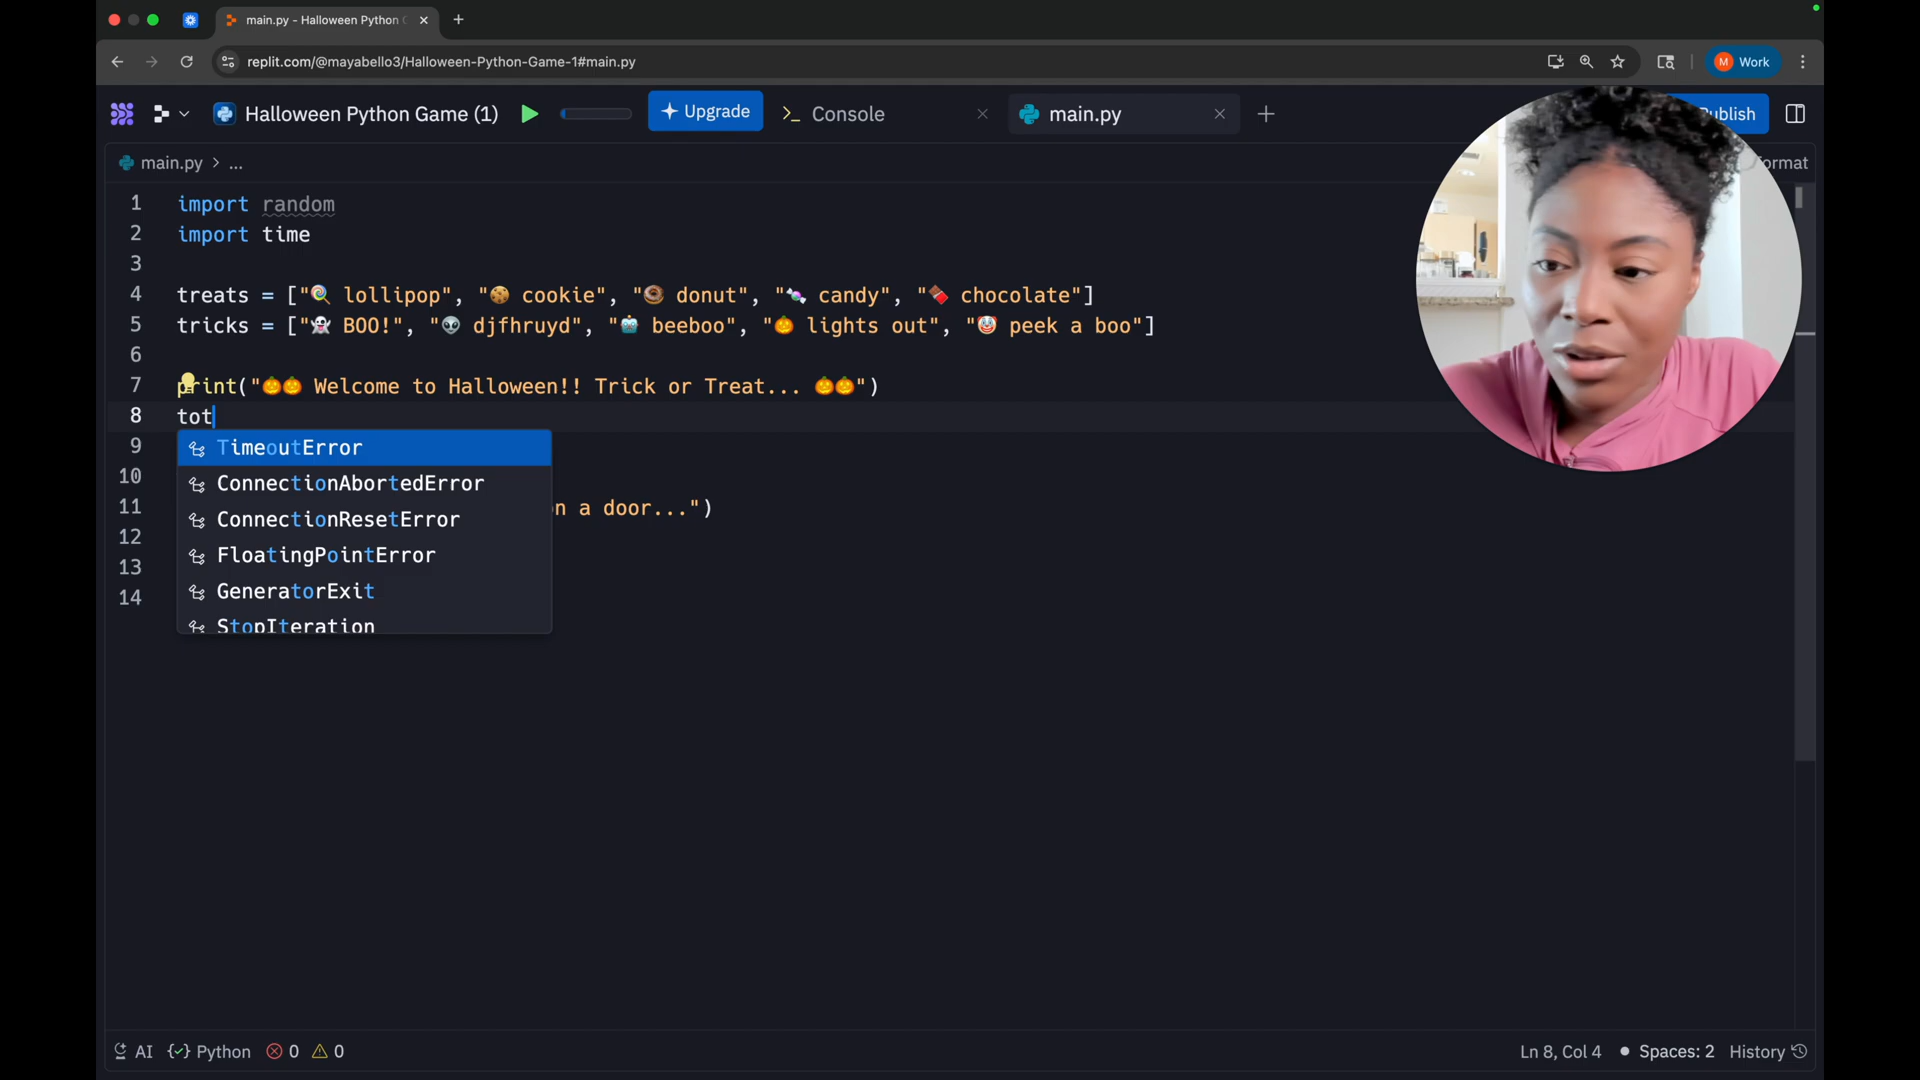 main.py - Halloween Python G
replit.com/@mayabello3/Halloween-Python-Game-1#main.py
Work
Halloween Python Game (1)
Upgrade
Console
main.py
Publish
main.py > ...
Format
1 import random
2 import time
3
4 treats = ["🍭 lollipop", "🍪 cookie", "🍩 donut", "🍬 candy", "🍫 chocolate"]
5 tricks = ["👻 BOO!", "👽 djfhruyd", "🤖 beeboo", "🎃 lights out", "🤡 peek a boo"]
6
7 print("🎃🎃 Welcome to Halloween!! Trick or Treat... 🎃🎃")
8 tot
9 TimeoutError
10 ConnectionAbortedError
11 ConnectionResetError on a door...")
12 FloatingPointError
13 GeneratorExit
14 StopIteration
AI {✓} Python 0 0 Ln 8, Col 4 Spaces: 2 History